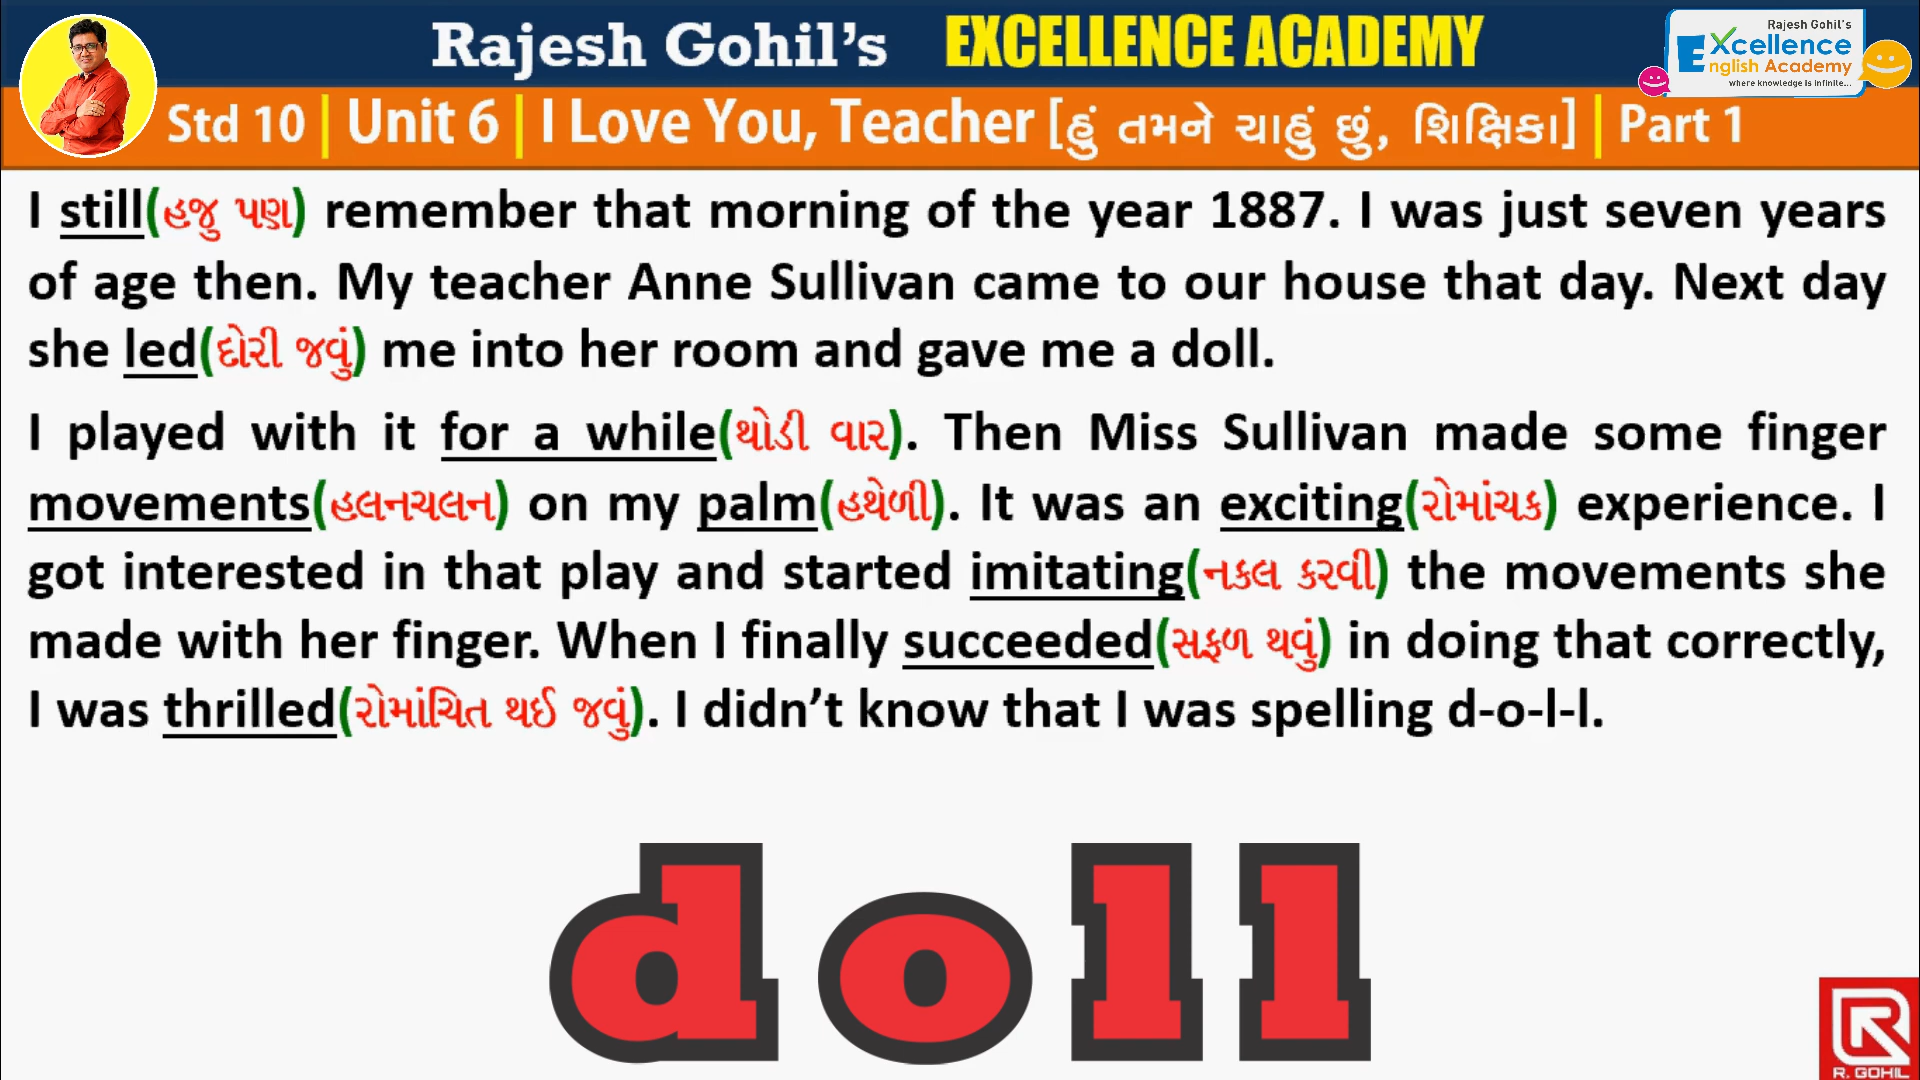 Rajesh Gohil's EXCELLENCE ACADEMY
Rajesh Gohil's
Excellence
English Academy
where knowledge is infinite...
Std 10 | Unit 6 | I Love You, Teacher [હું તમને ચાહું છું, શિક્ષિકા] | Part 1
I still(હજુ પણ) remember that morning of the year 1887. I was just seven years
of age then. My teacher Anne Sullivan came to our house that day. Next day
she led(દોરી જવું) me into her room and gave me a doll.
I played with it for a while(થોડી વાર). Then Miss Sullivan made some finger
movements(હલનચલન) on my palm(હથેળી). It was an exciting(રોમાંચક) experience. I
got interested in that play and started imitating(નકલ કરવી) the movements she
made with her finger. When I finally succeeded(સફળ થવું) in doing that correctly,
I was thrilled(રોમાંચિત થઈ જવું). I didn't know that I was spelling d-o-l-l.
doll
R. GOHIL